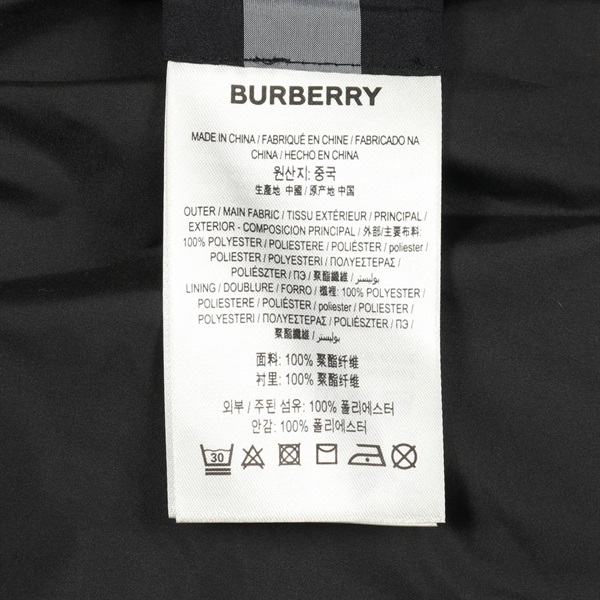 BURBERRY
MADE IN CHINA / FABRIQUÉ EN CHINE / FABRICADO NA
CHINA / HECHO EN CHINA
원산지: 중국
生產地 中國 / 原产地 中国
OUTER / MAIN FABRIC / TISSU EXTÉRIEUR / PRINCIPAL /
EXTERIOR - COMPOSICIÓN PRINCIPAL / 外部/主要布料:
100% POLYESTER / POLIESTERE / POLIÉSTER / poliester /
POLIESTER / POLYESTERI / ΠΟΛΥΕΣΤΕΡΑΣ /
POLIÉSZTER / ПЭ / 聚酯纖維 / بوليستر/
LINING / DOUBLURE / FORRO / 襯裡: 100% POLYESTER /
POLIESTERE / POLIÉSTER / poliester / POLIESTER /
POLYESTERI / ΠΟΛΥΕΣΤΕΡΑΣ / POLIÉSZTER / ПЭ /
聚酯纖維 / بوليستر/
面料: 100% 聚酯纤维
衬里: 100% 聚酯纤维
외부 / 주된 섬유: 100% 폴리에스터
안감: 100% 폴리에스터
30